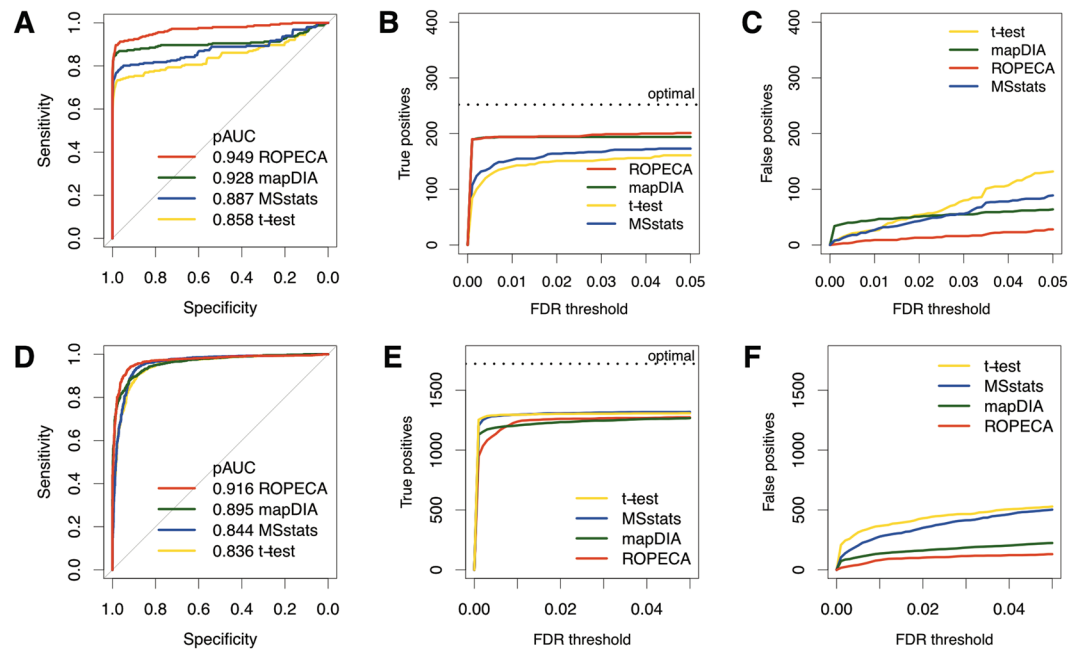 A
1.0
0.8
0.6
0.4
0.2
0.0
Sensitivity
pAUC
0.949 ROPECA
0.928 mapDIA
0.887 MSstats
0.858 t-test
1.0 0.8 0.6 0.4 0.2 0.0
Specificity
B
400
300
200
100
0
True positives
optimal
ROPECA
mapDIA
t-test
MSstats
0.00 0.01 0.02 0.03 0.04 0.05
FDR threshold
C
400
300
200
100
0
False positives
t-test
mapDIA
ROPECA
MSstats
0.00 0.01 0.02 0.03 0.04 0.05
FDR threshold
D
1.0
0.8
0.6
0.4
0.2
0.0
Sensitivity
pAUC
0.916 ROPECA
0.895 mapDIA
0.844 MSstats
0.836 t-test
1.0 0.8 0.6 0.4 0.2 0.0
Specificity
E
1500
1000
500
0
True positives
optimal
t-test
MSstats
mapDIA
ROPECA
0.00 0.02 0.04
FDR threshold
F
1500
1000
500
0
False positives
t-test
MSstats
mapDIA
ROPECA
0.00 0.02 0.04
FDR threshold